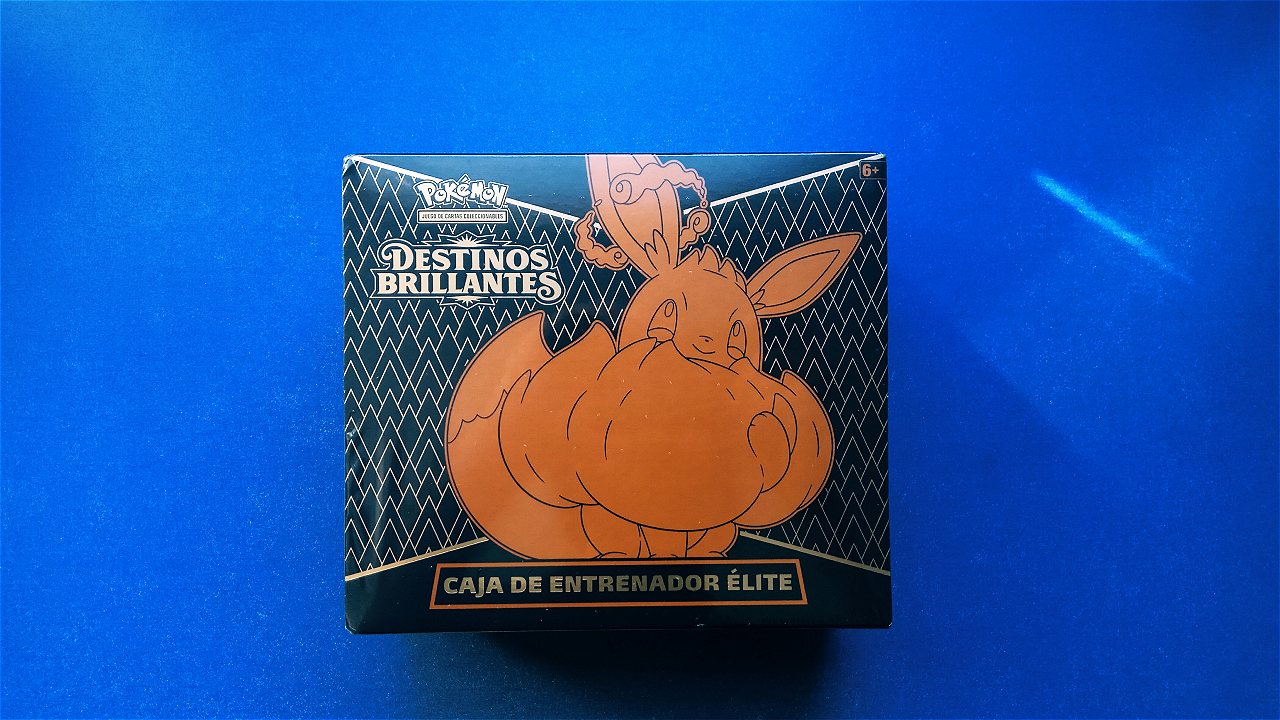 6+
POKÉMON
JUEGO DE CARTAS COLECCIONABLES
DESTINOS
BRILLANTES
CAJA DE ENTRENADOR ÉLITE